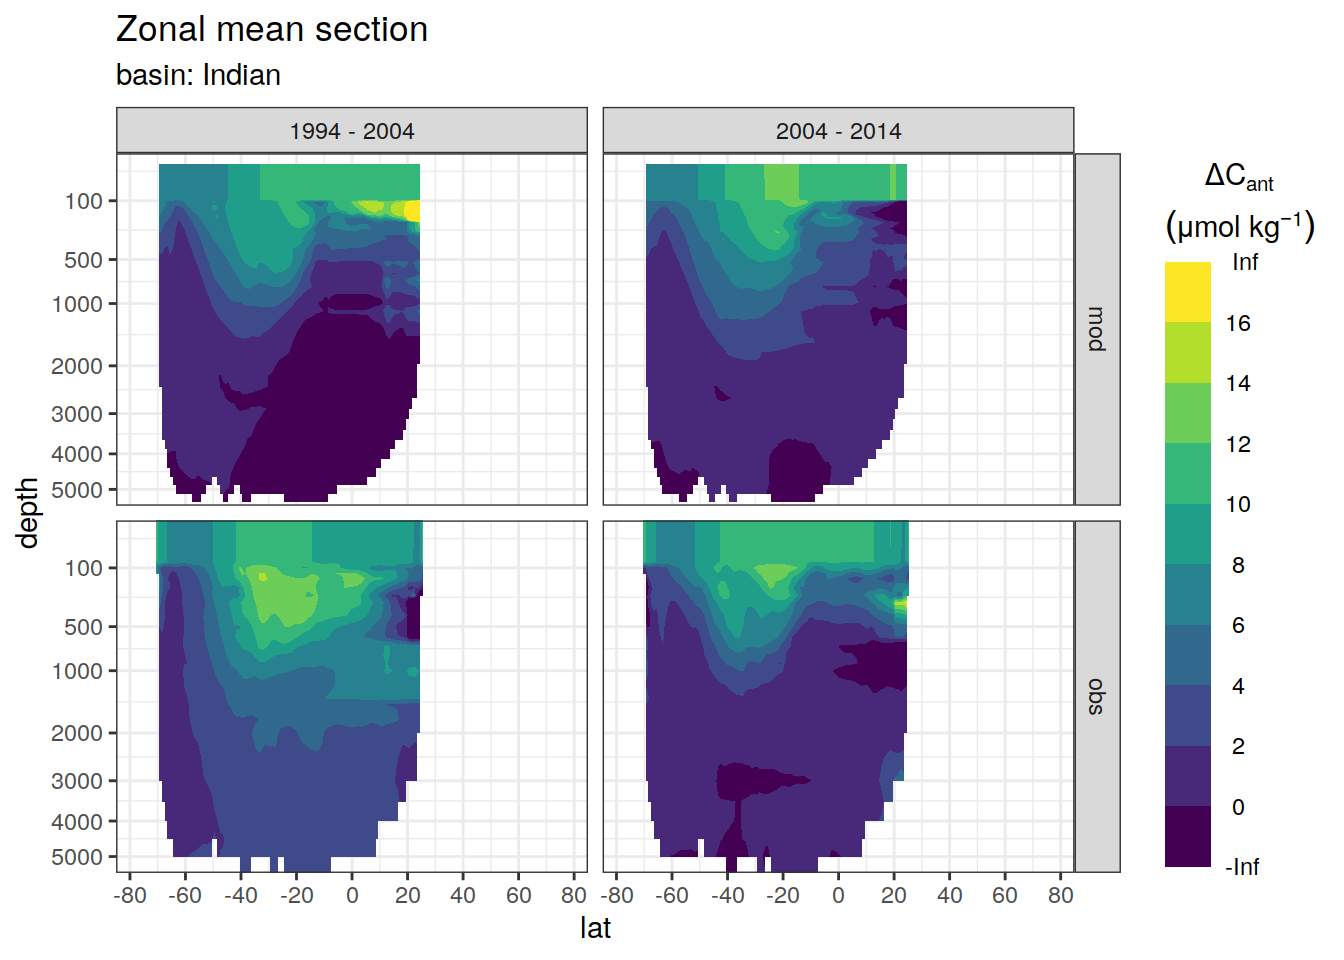 Zonal mean section
basin: Indian
1994 - 2004
2004 - 2014
100
500
1000
2000
3000
4000
5000
mod
100
500
1000
2000
3000
4000
5000
obs
depth
-80 -60 -40 -20 0 20 40 60 80
-80 -60 -40 -20 0 20 40 60 80
lat
ΔCant
(μmol kg⁻¹)
Inf
16
14
12
10
8
6
4
2
0
-Inf